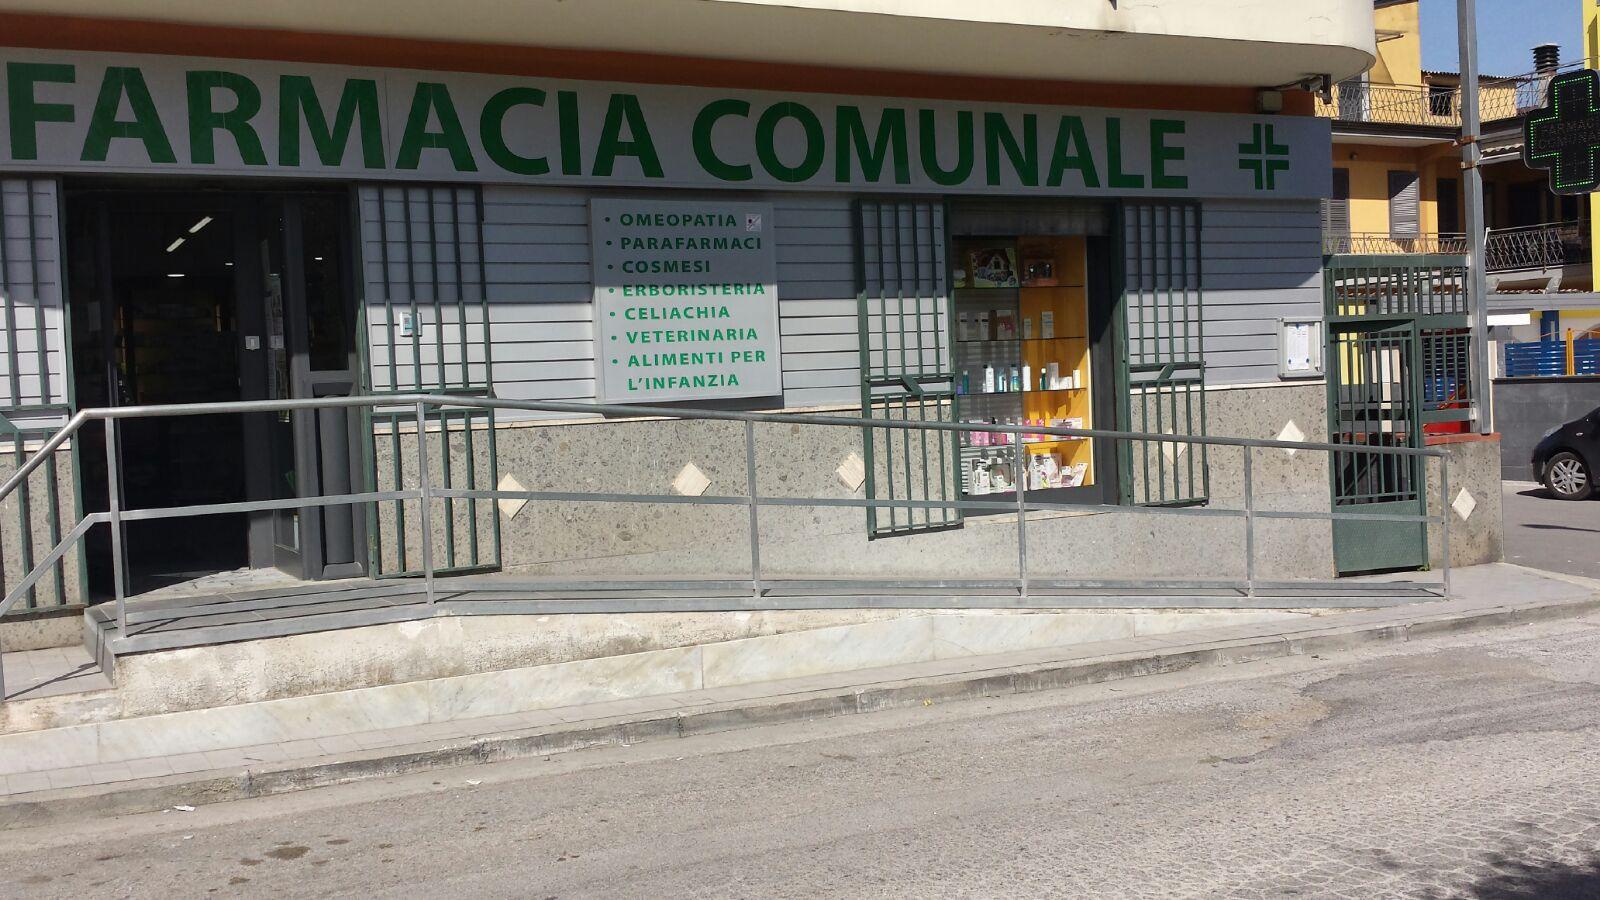 FARMACIA COMUNALE
• OMEOPATIA
• PARAFARMACI
• COSMESI
• ERBORISTERIA
• CELIACHIA
• VETERINARIA
• ALIMENTI PER
L'INFANZIA